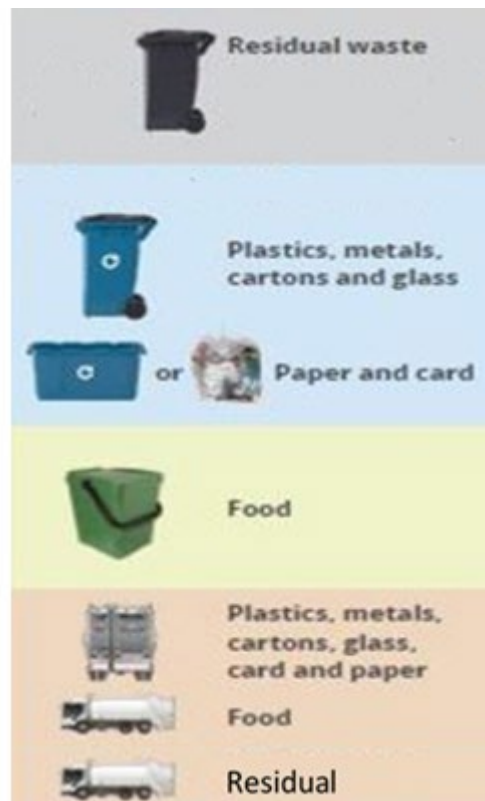 Residual waste
Plastics, metals,
cartons and glass
or
Paper and card
Food
Plastics, metals,
cartons, glass,
card and paper
Food
Residual